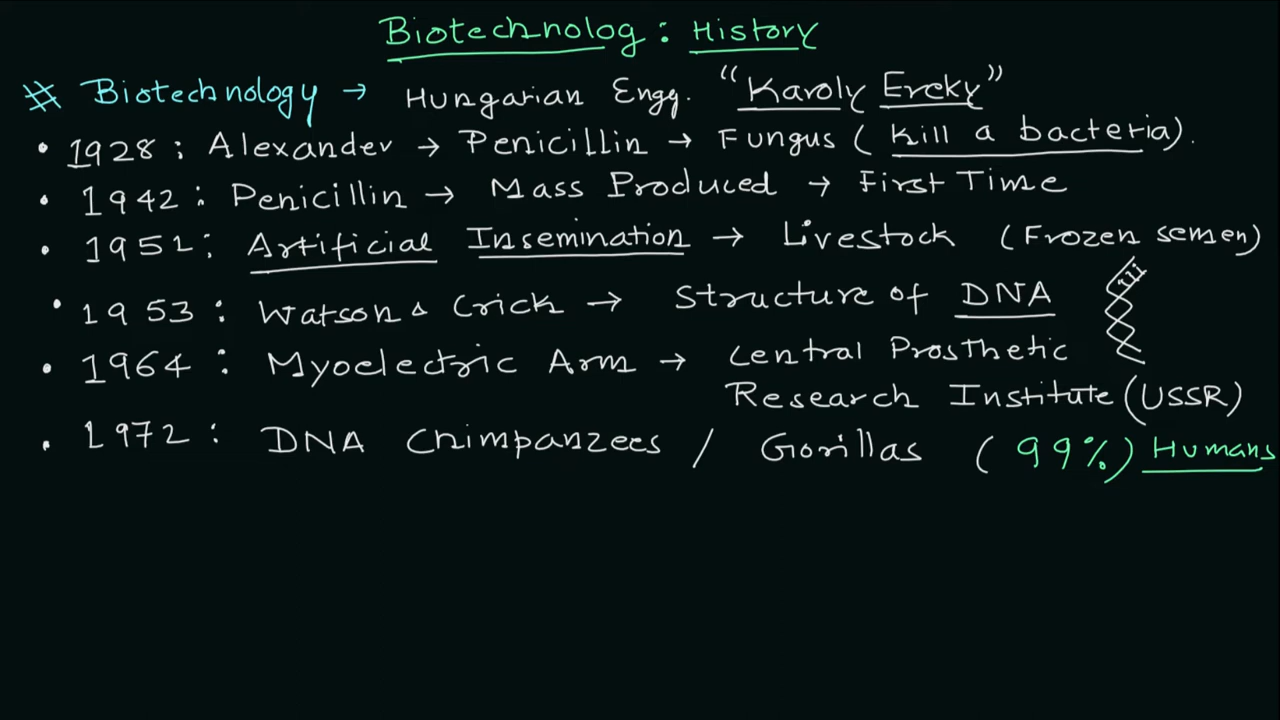 Biotechnolog : History
# Biotechnology → Hungarian Engg. "Karoly Ereky"
• 1928 : Alexander → Penicillin → Fungus ( Kill a bacteria).
• 1942 : Penicillin → Mass Produced → First Time
• 1951 : Artificial Insemination → Livestock (Frozen semen)
• 1953 : Watson & Crick → Structure of DNA
• 1964 : Myoelectric Arm → Central Prosthetic
Research Institute (USSR)
• 1972 : DNA Chimpanzees / Gorillas ( 99%) Humans